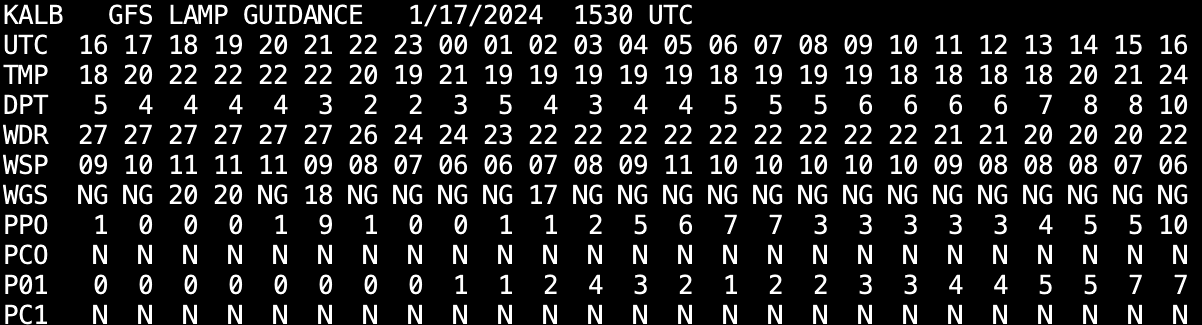 KALB   GFS LAMP GUIDANCE   1/17/2024  1530 UTC
UTC  16 17 18 19 20 21 22 23 00 01 02 03 04 05 06 07 08 09 10 11 12 13 14 15 16
TMP  18 20 22 22 22 22 20 19 21 19 19 19 19 19 18 19 19 19 18 18 18 18 20 21 24
DPT   5  4  4  4  4  3  2  2  3  5  4  3  4  4  5  5  5  6  6  6  6  7  8  8 10
WDR  27 27 27 27 27 27 26 24 24 23 22 22 22 22 22 22 22 22 22 21 21 20 20 20 22
WSP  09 10 11 11 11 09 08 07 06 06 07 08 09 11 10 10 10 10 10 09 08 08 08 07 06
WGS  NG NG 20 20 NG 18 NG NG NG NG 17 NG NG NG NG NG NG NG NG NG NG NG NG NG NG
PPO   1  0  0  0  1  9  1  0  0  1  1  2  5  6  7  7  3  3  3  3  3  4  5  5 10
PCO   N  N  N  N  N  N  N  N  N  N  N  N  N  N  N  N  N  N  N  N  N  N  N  N  N
P01   0  0  0  0  0  0  0  0  1  1  2  4  3  2  1  2  2  3  3  4  4  5  5  7  7
PC1   N  N  N  N  N  N  N  N  N  N  N  N  N  N  N  N  N  N  N  N  N  N  N  N  N